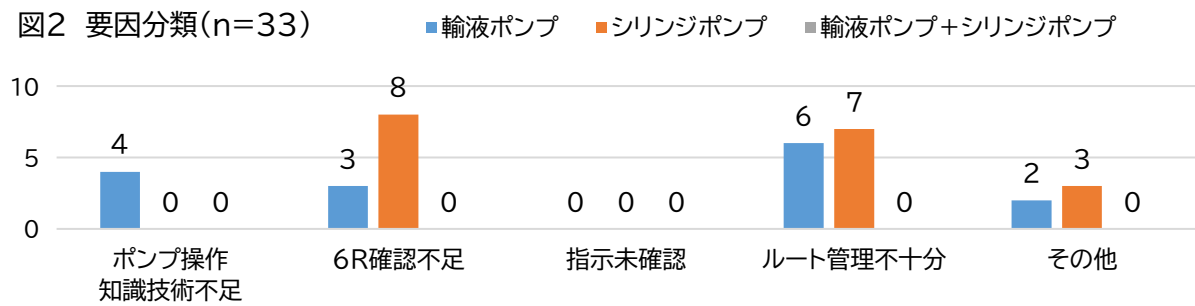 図2 要因分類(n=33)
輸液ポンプ シリンジポンプ 輸液ポンプ+シリンジポンプ
10
5
0
4 0 0
3 8 0
0 0 0
6 7 0
2 3 0
ポンプ操作
知識技術不足
6R確認不足
指示未確認
ルート管理不十分
その他